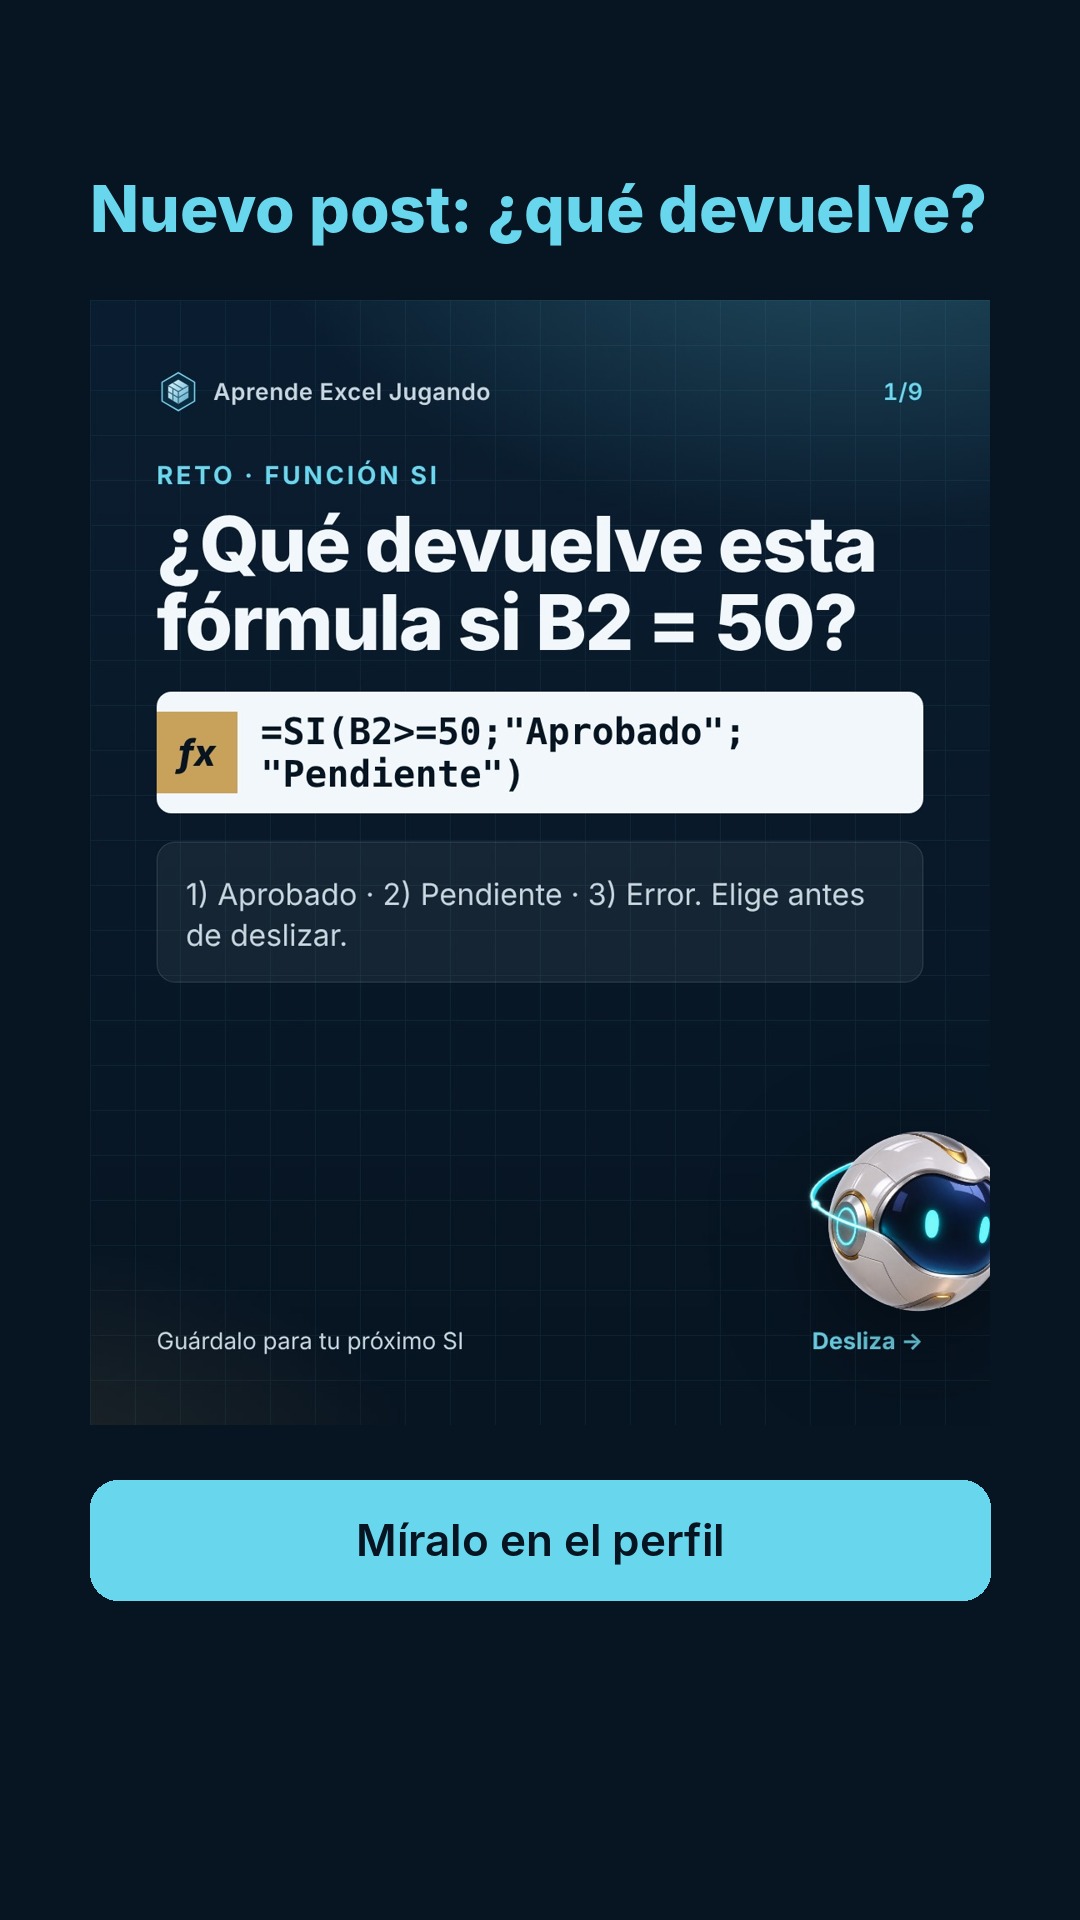 Nuevo post: ¿qué devuelve?
Aprende Excel Jugando
1/9
RETO · FUNCIÓN SI
¿Qué devuelve esta
fórmula si B2 = 50?
fx
=SI(B2>=50;"Aprobado";
"Pendiente")
1) Aprobado · 2) Pendiente · 3) Error. Elige antes
de deslizar.
Guárdalo para tu próximo SI
Desliza →
Míralo en el perfil